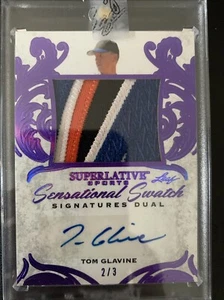 SUPERLATIVE
SPORTS
Leaf
Sensational Swatch
SIGNATURES DUAL
TOM GLAVINE
2/3